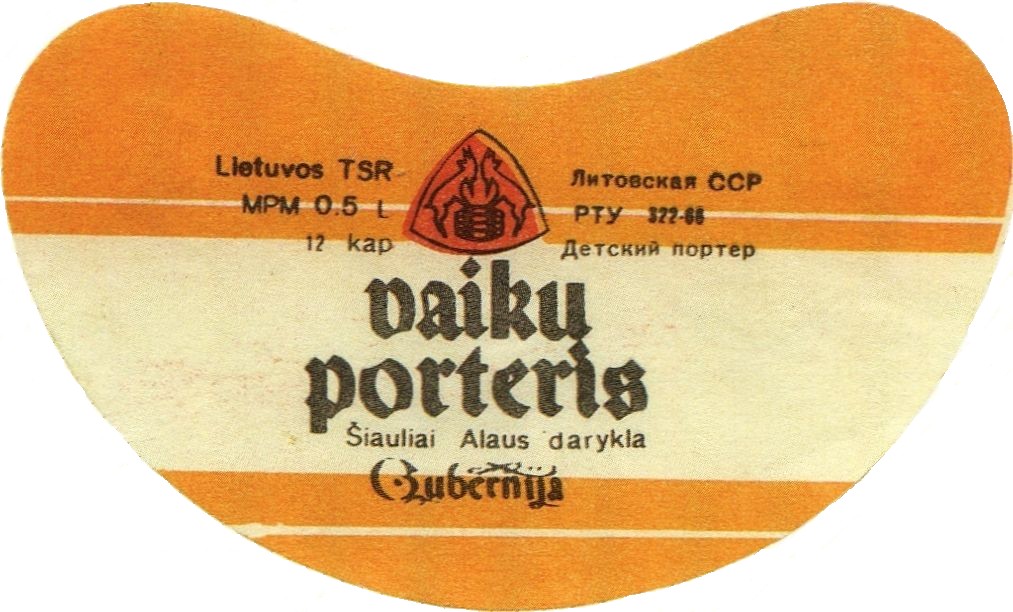 Lietuvos TSR
MPM 0.5 L
12 kap
Литовская ССР
РТУ 322-66
Детский портер
vaikų
porteris
Šiauliai Alaus darykla
Gubernija